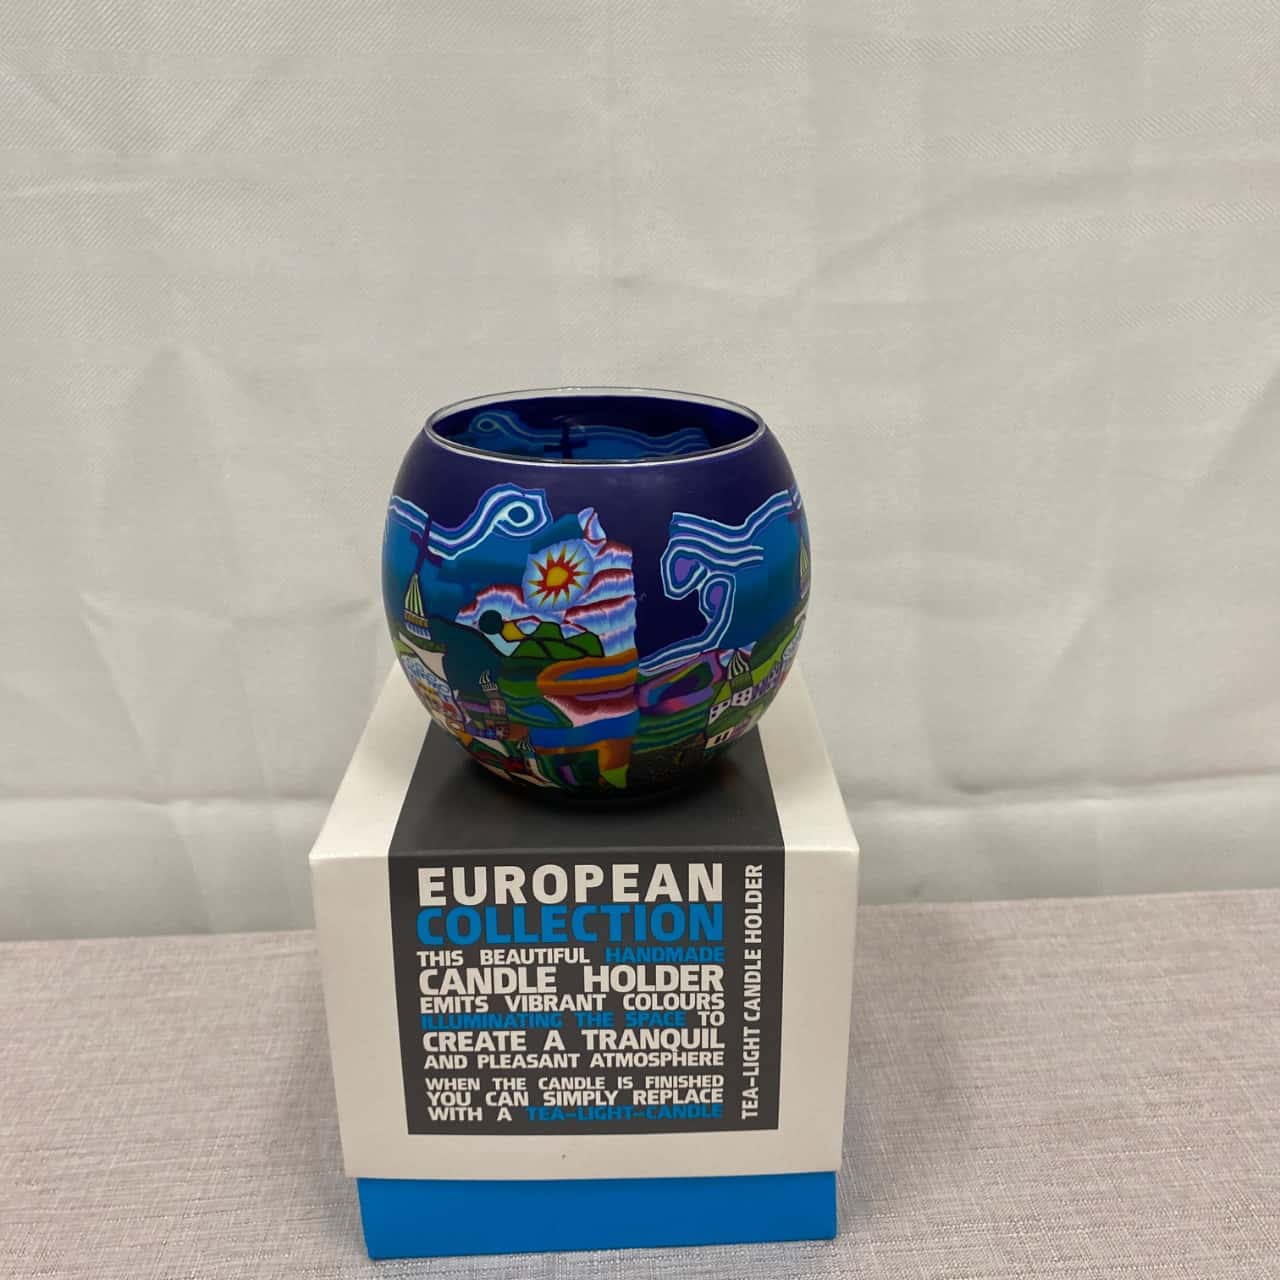 EUROPEAN
COLLECTION
THIS BEAUTIFUL HANDMADE
CANDLE HOLDER
EMITS VIBRANT COLOURS
ILLUMINATING THE SPACE TO
CREATE A TRANQUIL
AND PLEASANT ATMOSPHERE
WHEN THE CANDLE IS FINISHED
YOU CAN SIMPLY REPLACE
WITH A TEA-LIGHT-CANDLE
TEA-LIGHT CANDLE HOLDER